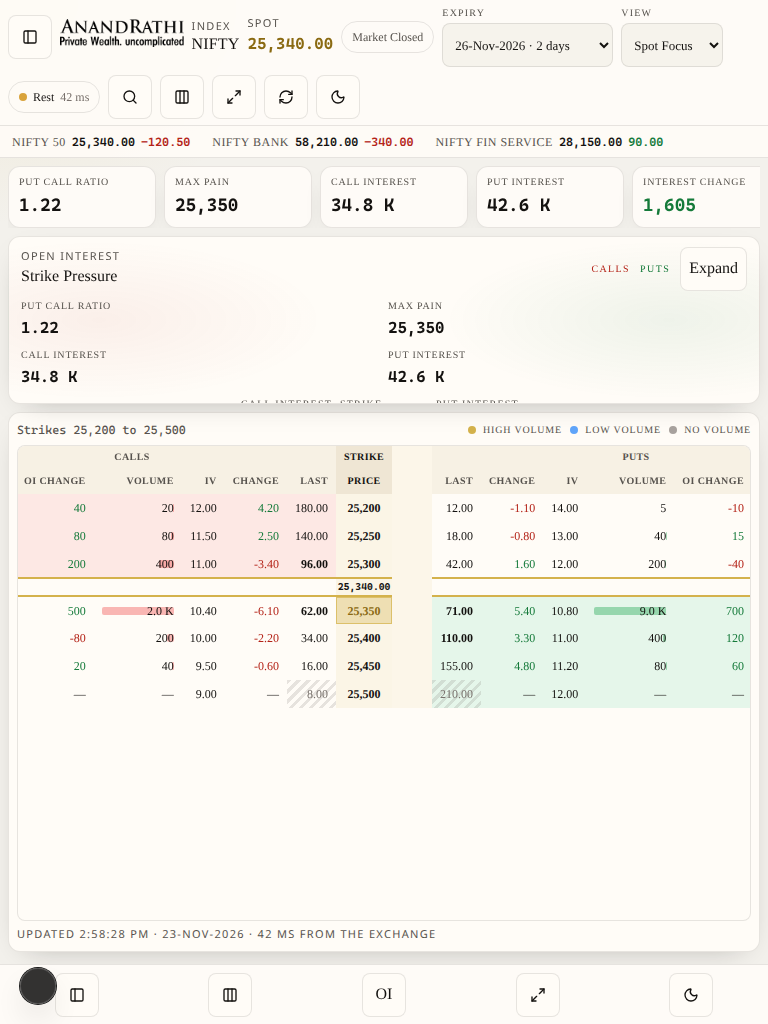 ANANDRATHI
Private Wealth. uncomplicated
INDEX
NIFTY
SPOT
25,340.00
Market Closed
EXPIRY
26-Nov-2026 · 2 days
VIEW
Spot Focus
Rest 42 ms
NIFTY 50 25,340.00 −120.50 NIFTY BANK 58,210.00 −340.00 NIFTY FIN SERVICE 28,150.00 90.00
PUT CALL RATIO MAX PAIN CALL INTEREST PUT INTEREST INTEREST CHANGE
1.22 25,350 34.8 K 42.6 K 1,605
OPEN INTEREST
Strike Pressure
CALLS PUTS Expand
PUT CALL RATIO MAX PAIN
1.22 25,350
CALL INTEREST PUT INTEREST
34.8 K 42.6 K
CALL INTEREST STRIKE PUT INTEREST
Strikes 25,200 to 25,500 HIGH VOLUME LOW VOLUME NO VOLUME
CALLS STRIKE PUTS
OI CHANGE VOLUME IV CHANGE LAST PRICE LAST CHANGE IV VOLUME OI CHANGE
40 20 12.00 4.20 180.00 25,200 12.00 -1.10 14.00 5 -10
80 80 11.50 2.50 140.00 25,250 18.00 -0.80 13.00 40 15
200 400 11.00 -3.40 96.00 25,300 42.00 1.60 12.00 200 -40
25,340.00
500 2.0 K 10.40 -6.10 62.00 25,350 71.00 5.40 10.80 9.0 K 700
-80 200 10.00 -2.20 34.00 25,400 110.00 3.30 11.00 400 120
20 40 9.50 -0.60 16.00 25,450 155.00 4.80 11.20 80 60
— — 9.00 — 8.00 25,500 210.00 — 12.00 — —
UPDATED 2:58:28 PM · 23-NOV-2026 · 42 MS FROM THE EXCHANGE
OI